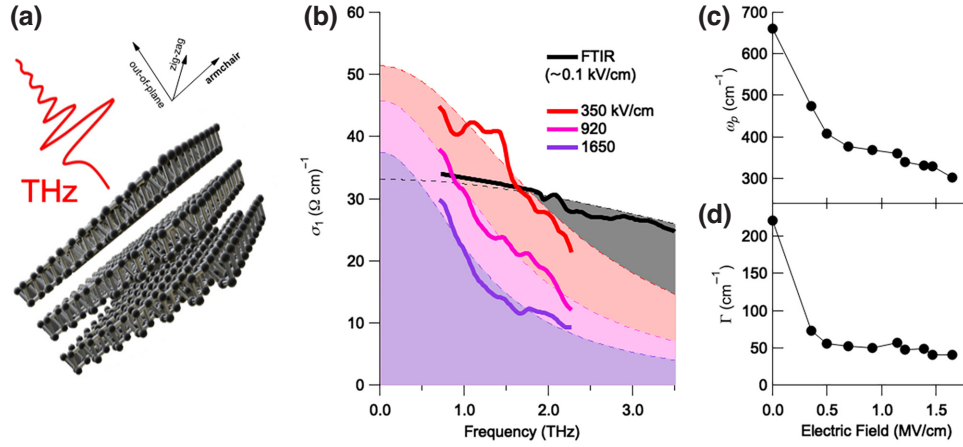 (a)
out-of-plane
zig-zag
armchair
THz
(b)
60
50
40
30
20
10
0
σ1 (Ω cm)−1
FTIR
(~0.1 kV/cm)
350 kV/cm
920
1650
0.0 1.0 2.0 3.0
Frequency (THz)
(c)
700
600
500
400
300
ωp (cm−1)
(d)
200
150
100
50
0
Γ (cm−1)
0.0 0.5 1.0 1.5
Electric Field (MV/cm)